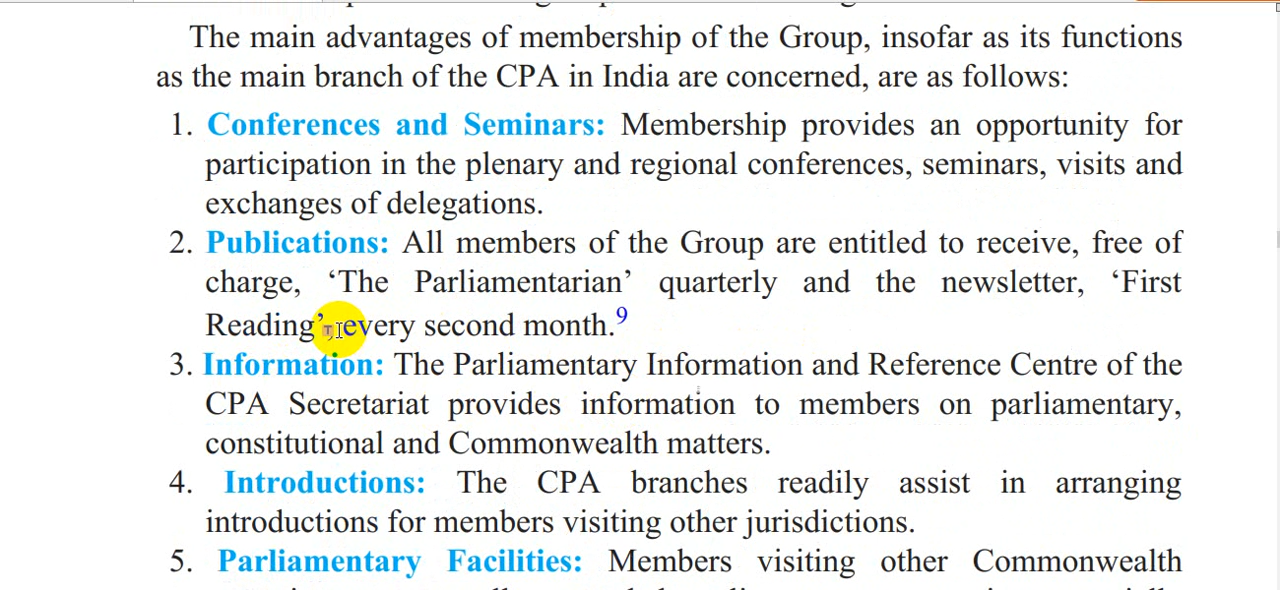 The main advantages of membership of the Group, insofar as its functions
as the main branch of the CPA in India are concerned, are as follows:
1. Conferences and Seminars: Membership provides an opportunity for
participation in the plenary and regional conferences, seminars, visits and
exchanges of delegations.
2. Publications: All members of the Group are entitled to receive, free of
charge, ‘The Parliamentarian’ quarterly and the newsletter, ‘First
Reading’, every second month.9
3. Information: The Parliamentary Information and Reference Centre of the
CPA Secretariat provides information to members on parliamentary,
constitutional and Commonwealth matters.
4. Introductions: The CPA branches readily assist in arranging
introductions for members visiting other jurisdictions.
5. Parliamentary Facilities: Members visiting other Commonwealth